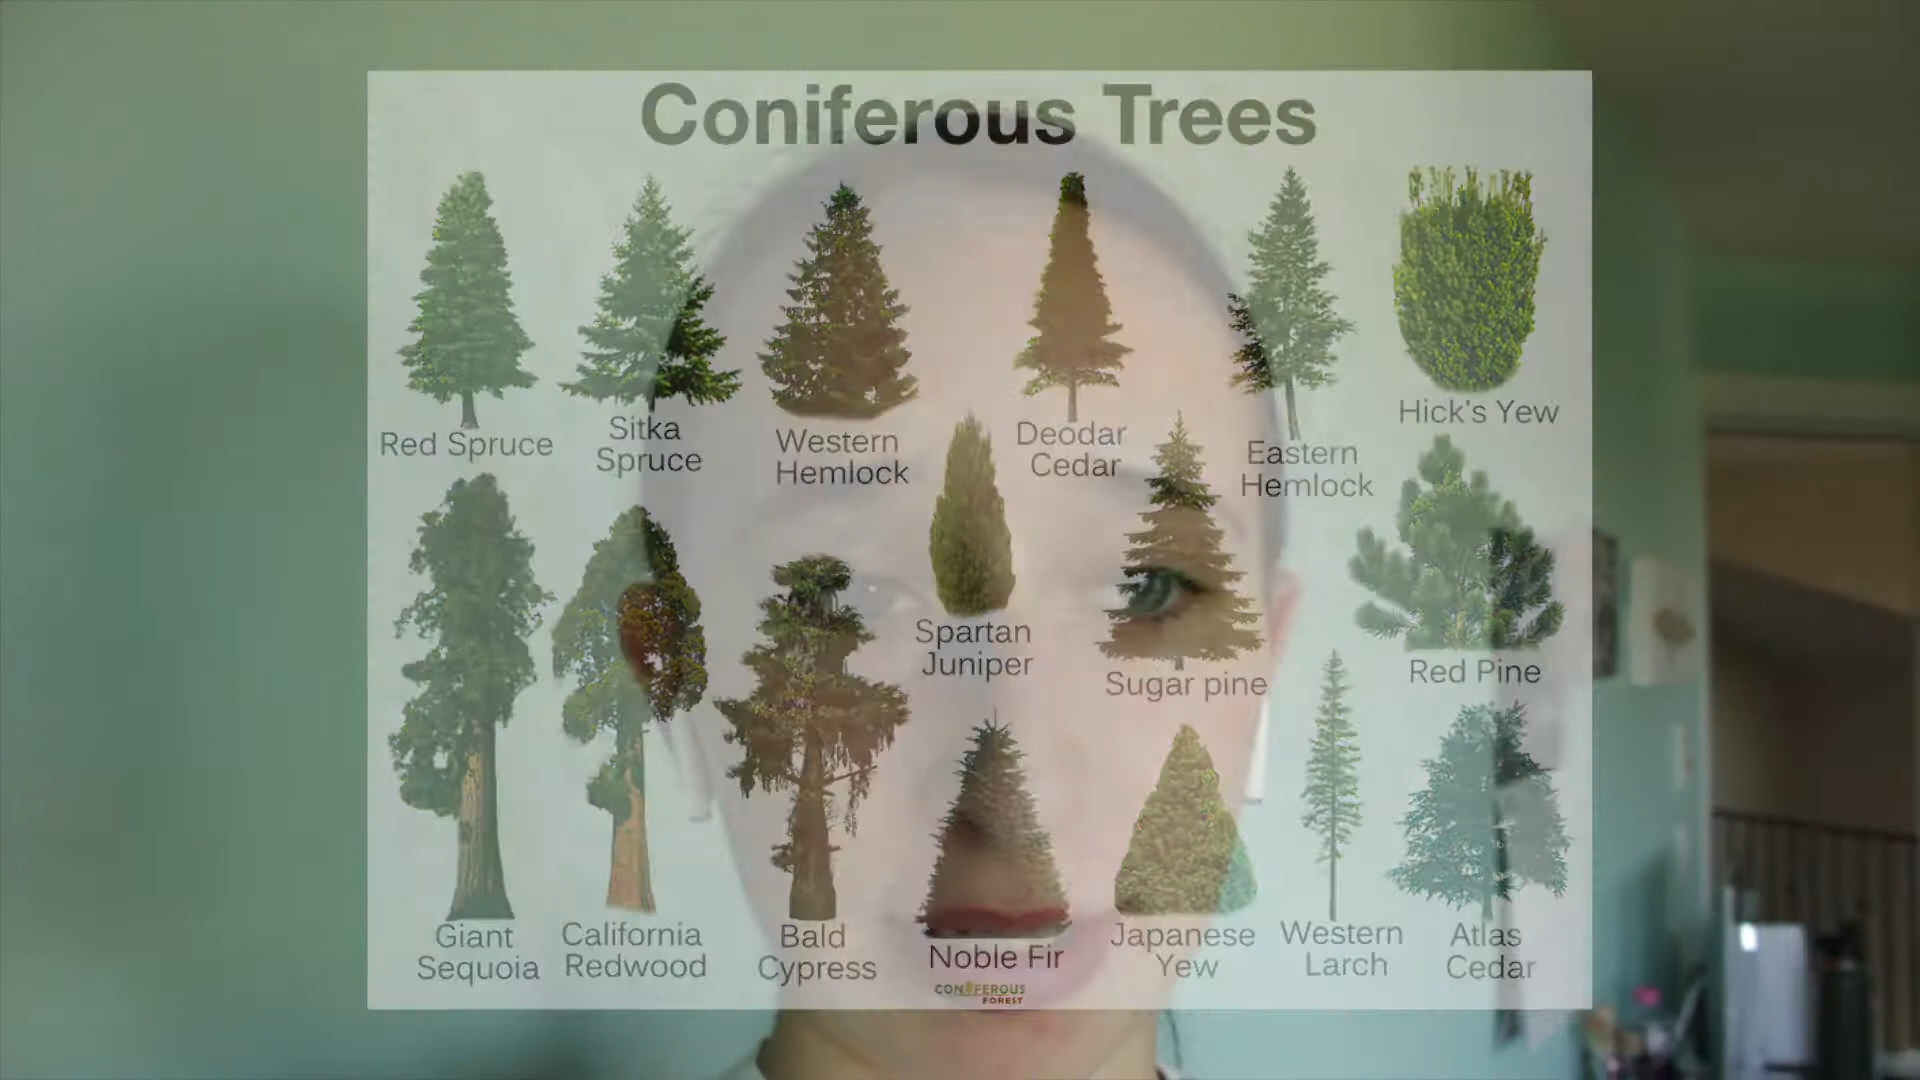 Coniferous Trees
Red Spruce
Sitka
Spruce
Western
Hemlock
Deodar
Cedar
Eastern
Hemlock
Hick's Yew
Spartan
Juniper
Sugar pine
Red Pine
Giant
Sequoia
California
Redwood
Bald
Cypress
Noble Fir
Japanese
Yew
Western
Larch
Atlas
Cedar
CONIFEROUS
FOREST